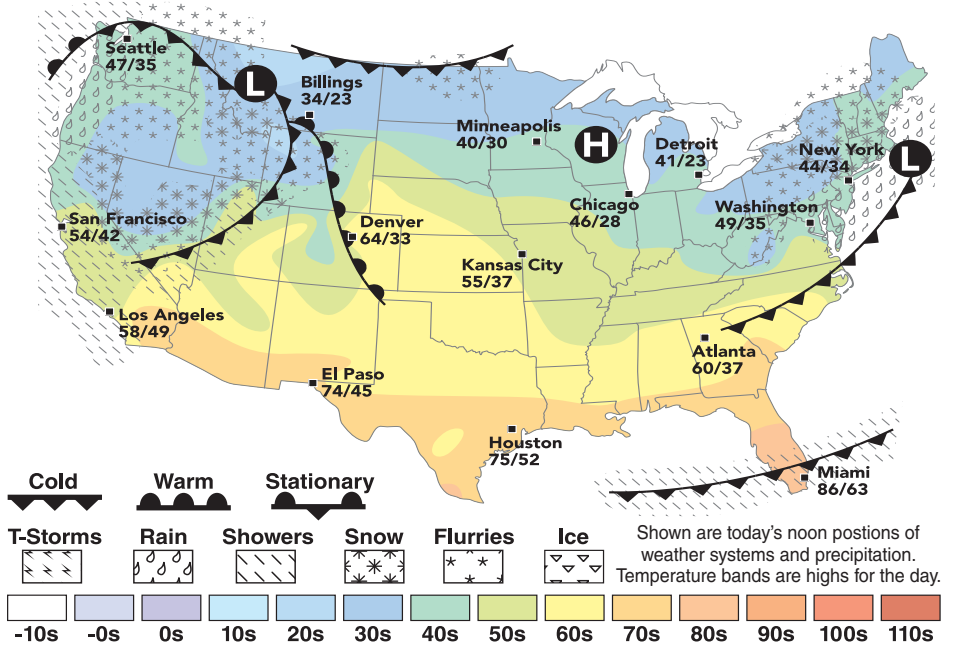 Seattle
47/35
L
Billings
34/23
Minneapolis
40/30
H
Detroit
41/23
New York
44/34
L
San Francisco
54/42
Denver
64/33
Chicago
46/28
Washington
49/35
Kansas City
55/37
Los Angeles
58/49
Atlanta
60/37
El Paso
74/45
Houston
75/52
Miami
86/63
Cold
Warm
Stationary
T-Storms
Rain
Showers
Snow
Flurries
Ice
Shown are today's noon postions of
weather systems and precipitation.
Temperature bands are highs for the day.
-10s
-0s
0s
10s
20s
30s
40s
50s
60s
70s
80s
90s
100s
110s